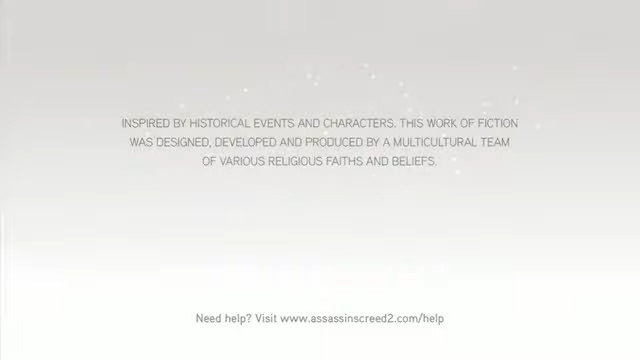 INSPIRED BY HISTORICAL EVENTS AND CHARACTERS. THIS WORK OF FICTION
WAS DESIGNED, DEVELOPED AND PRODUCED BY A MULTICULTURAL TEAM
OF VARIOUS RELIGIOUS FAITHS AND BELIEFS.
Need help? Visit www.assassinscreed2.com/help